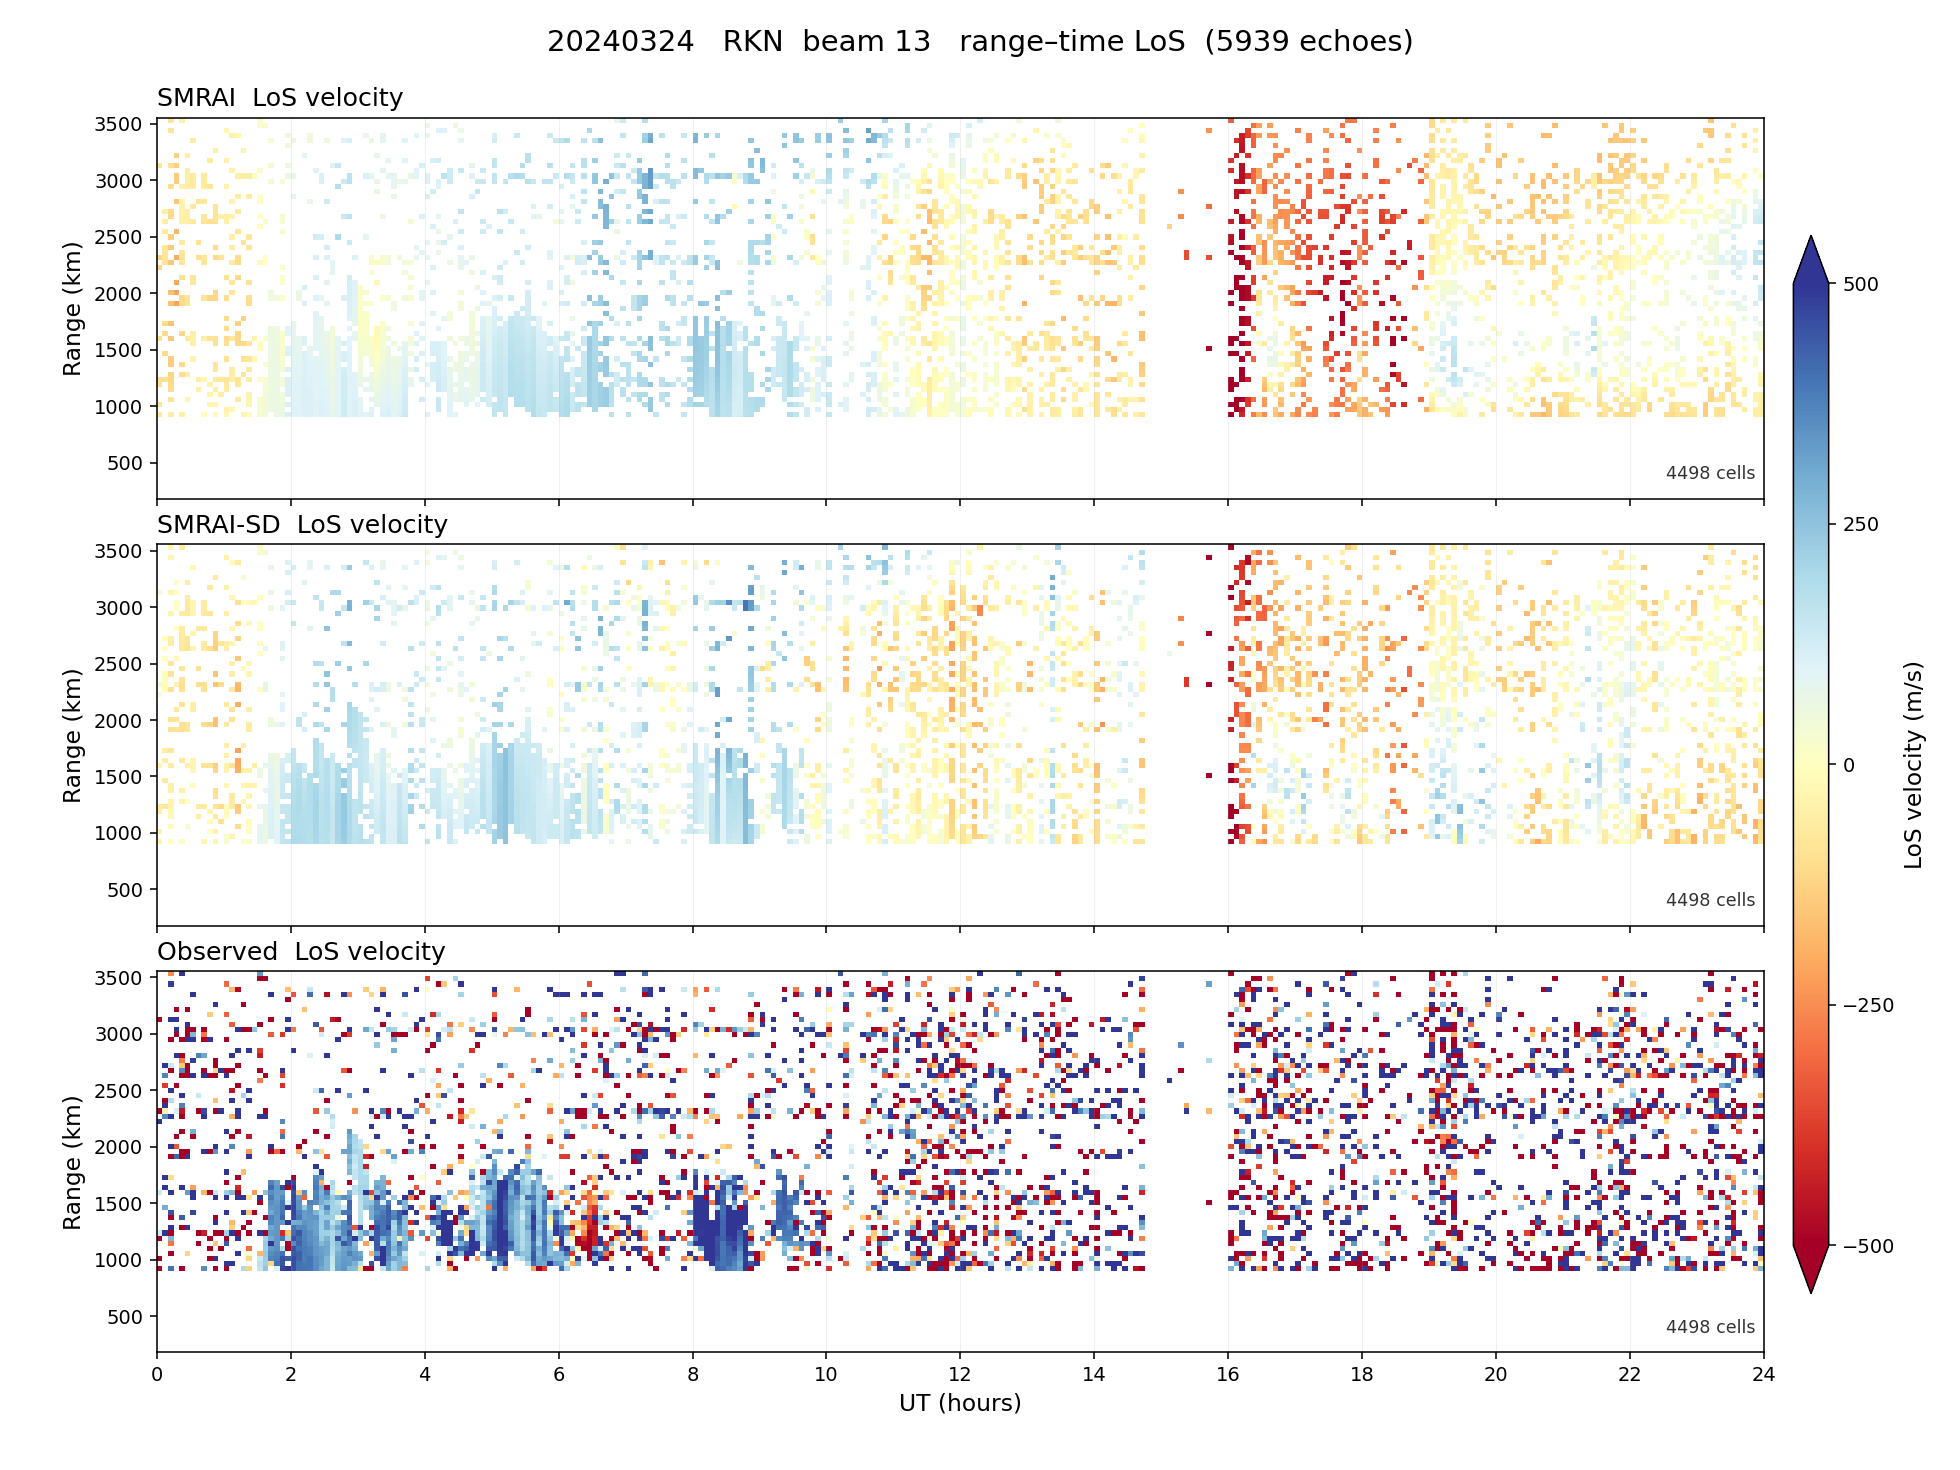 20240324   RKN  beam 13   range–time LoS  (5939 echoes)
SMRAI  LoS velocity
3500
3000
2500
2000
1500
1000
500
Range (km)
4498 cells
SMRAI-SD  LoS velocity
3500
3000
2500
2000
1500
1000
500
Range (km)
4498 cells
Observed  LoS velocity
3500
3000
2500
2000
1500
1000
500
Range (km)
4498 cells
0 2 4 6 8 10 12 14 16 18 20 22 24
UT (hours)
500
250
0
−250
−500
LoS velocity (m/s)